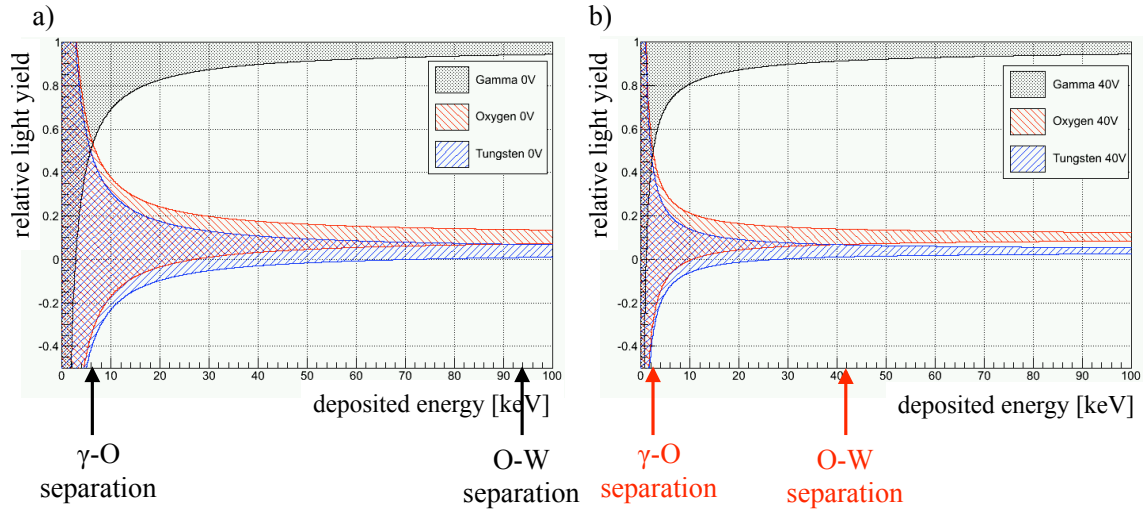 a)
relative light yield
1
0.8
0.6
0.4
0.2
0
-0.2
-0.4
0 10 20 30 40 50 60 70 80 90 100
Gamma 0V
Oxygen 0V
Tungsten 0V
deposited energy [keV]
γ-O
separation
O-W
separation
b)
relative light yield
1
0.8
0.6
0.4
0.2
0
-0.2
-0.4
0 10 20 30 40 50 60 70 80 90 100
Gamma 40V
Oxygen 40V
Tungsten 40V
deposited energy [keV]
γ-O
separation
O-W
separation